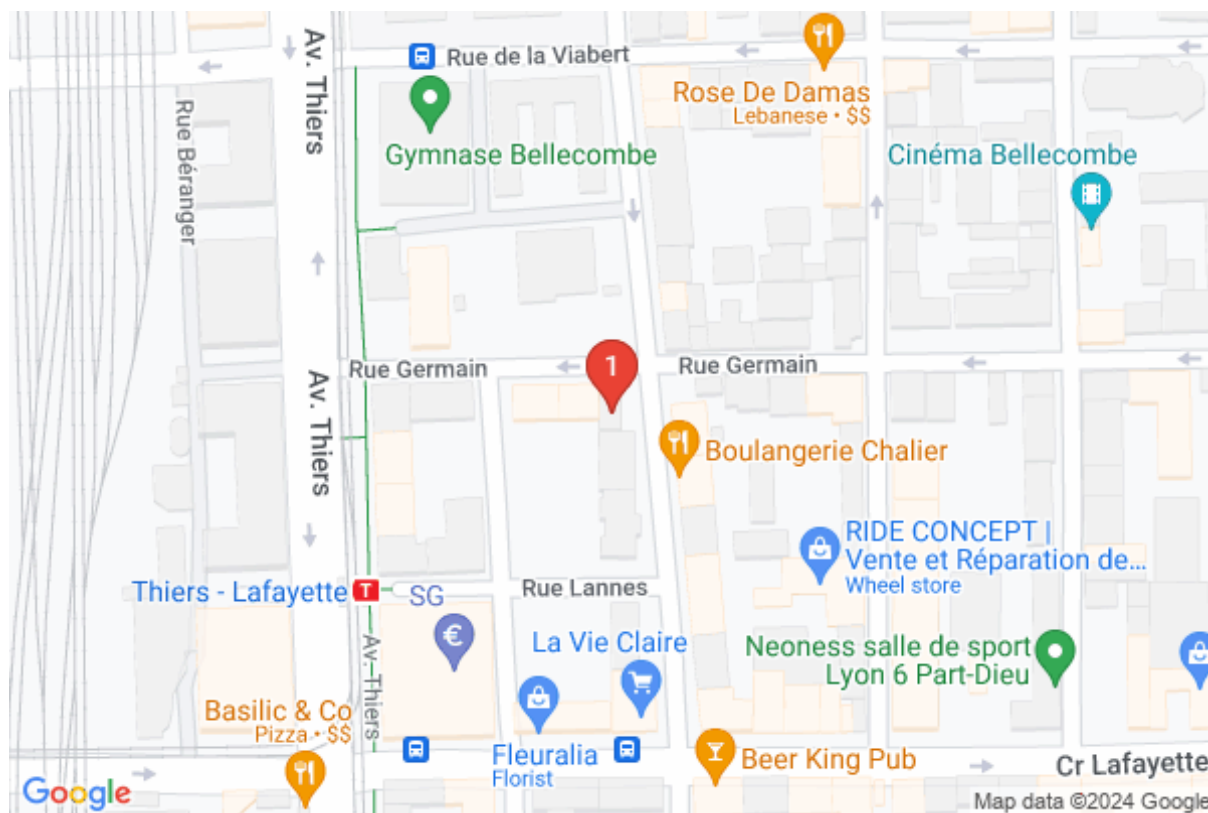 Av. Thiers
Rue de la Viabert
Rose De Damas
Lebanese • $$
Rue Béranger
Gymnase Bellecombe
Cinéma Bellecombe
Rue Germain
1
Rue Germain
Av. Thiers
Boulangerie Chalier
RIDE CONCEPT |
Vente et Réparation de...
Wheel store
Thiers - Lafayette
T
SG
€
Rue Lannes
La Vie Claire
Neoness salle de sport
Lyon 6 Part-Dieu
Av. Thiers
Basilic & Co
Pizza • $$
Fleuralia
Florist
Beer King Pub
Cr Lafayette
Google
Map data ©2024 Google